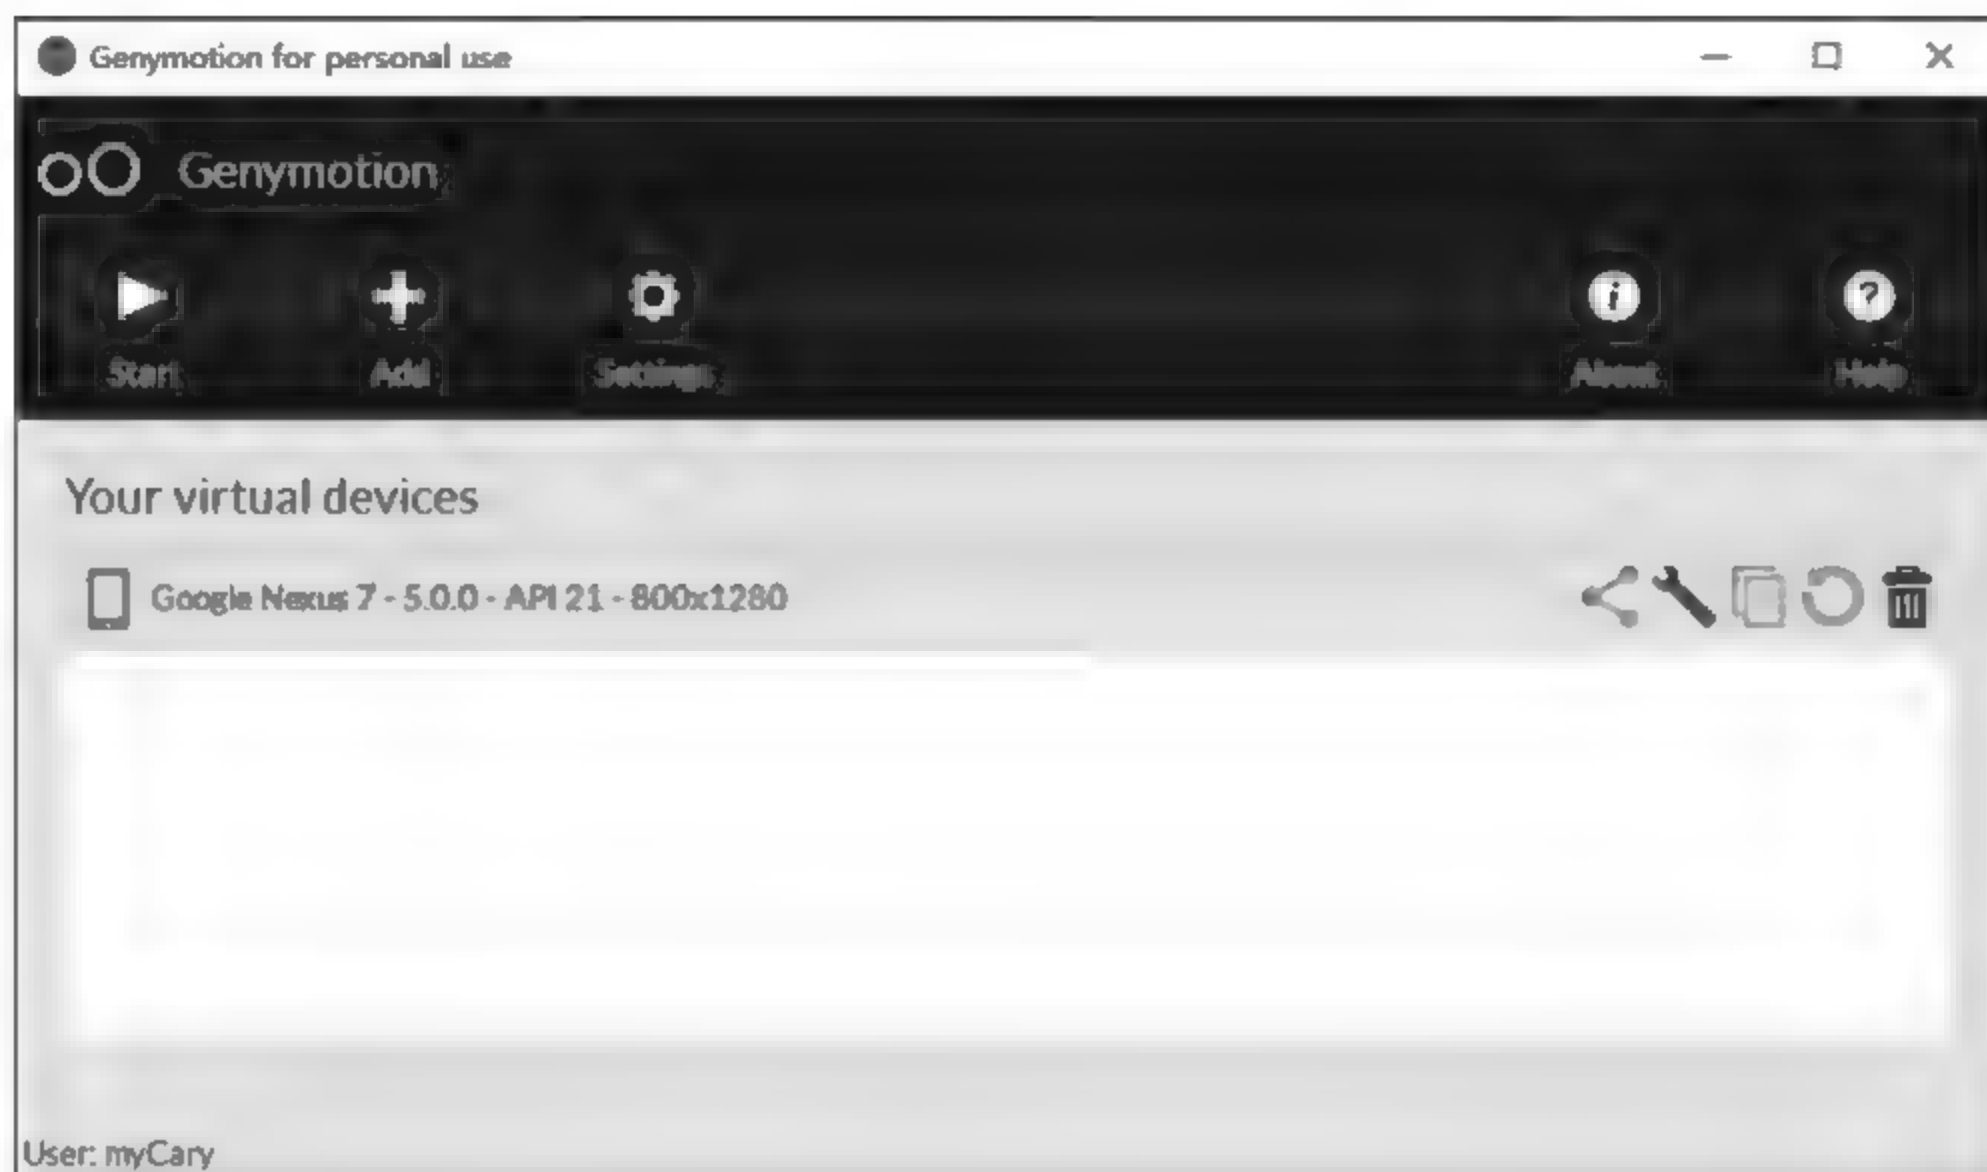 Genymotion for personal use
Genymotion
Start Add Settings About Help
Your virtual devices
Google Nexus 7 - 5.0.0 - API 21 - 800x1280
User: myCary